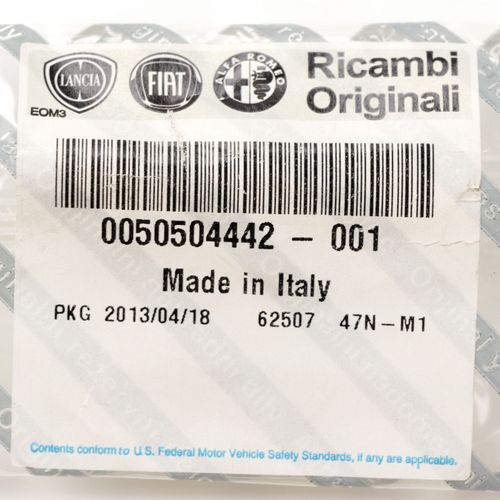 LANCIA FIAT ALFA ROMEO Ricambi
EOM3 Originali
0050504442 - 001
Made in Italy
PKG 2013/04/18 62507 47N-M1
Contents conform to U.S. Federal Motor Vehicle Safety Standards, if any are applicable.